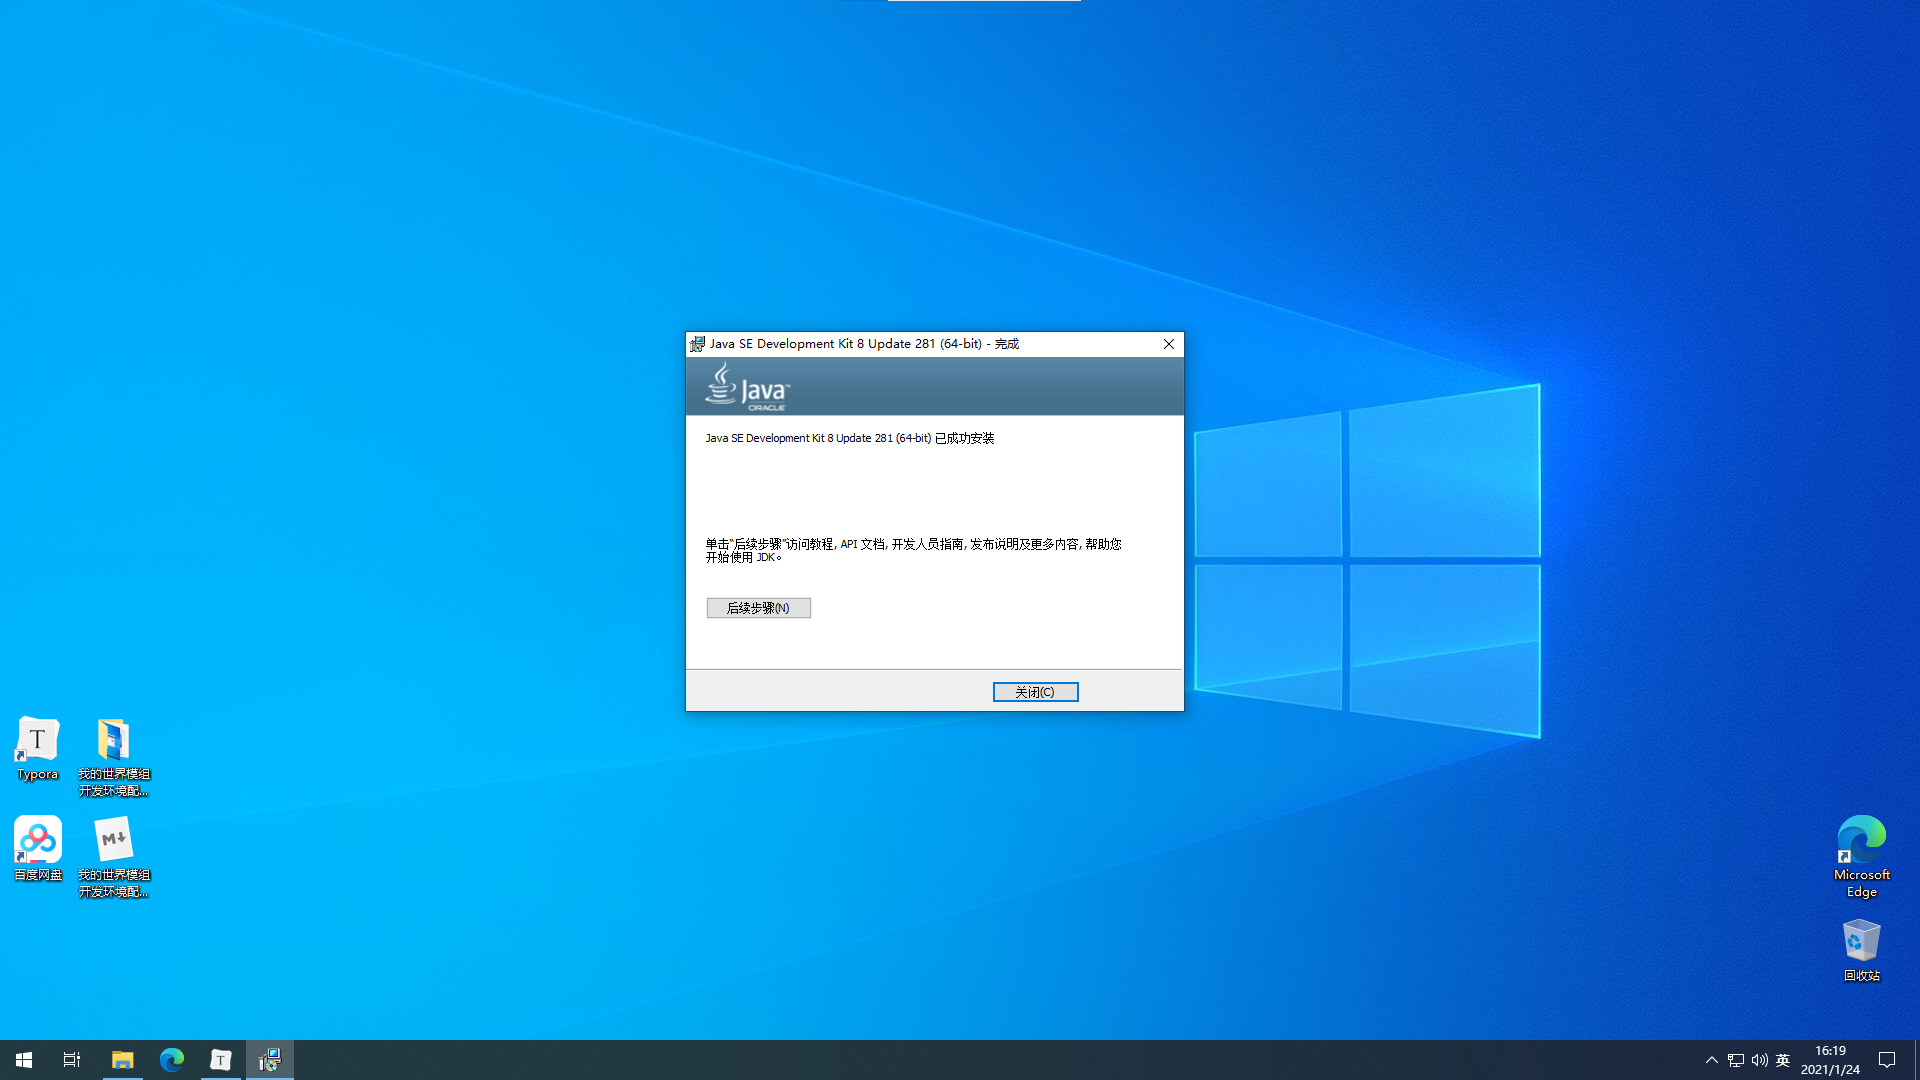 Java SE Development Kit 8 Update 281 (64-bit) - 完成
Java™
ORACLE
Java SE Development Kit 8 Update 281 (64-bit) 已成功安装
单击“后续步骤”访问教程, API 文档, 开发人员指南, 发布说明及更多内容, 帮助您
开始使用 JDK。
后续步骤(N)
关闭(C)
T
Typora
我的世界模组
开发环境配...
百度网盘
M
我的世界模组
开发环境配...
Microsoft
Edge
回收站
T
英
16:19
2021/1/24